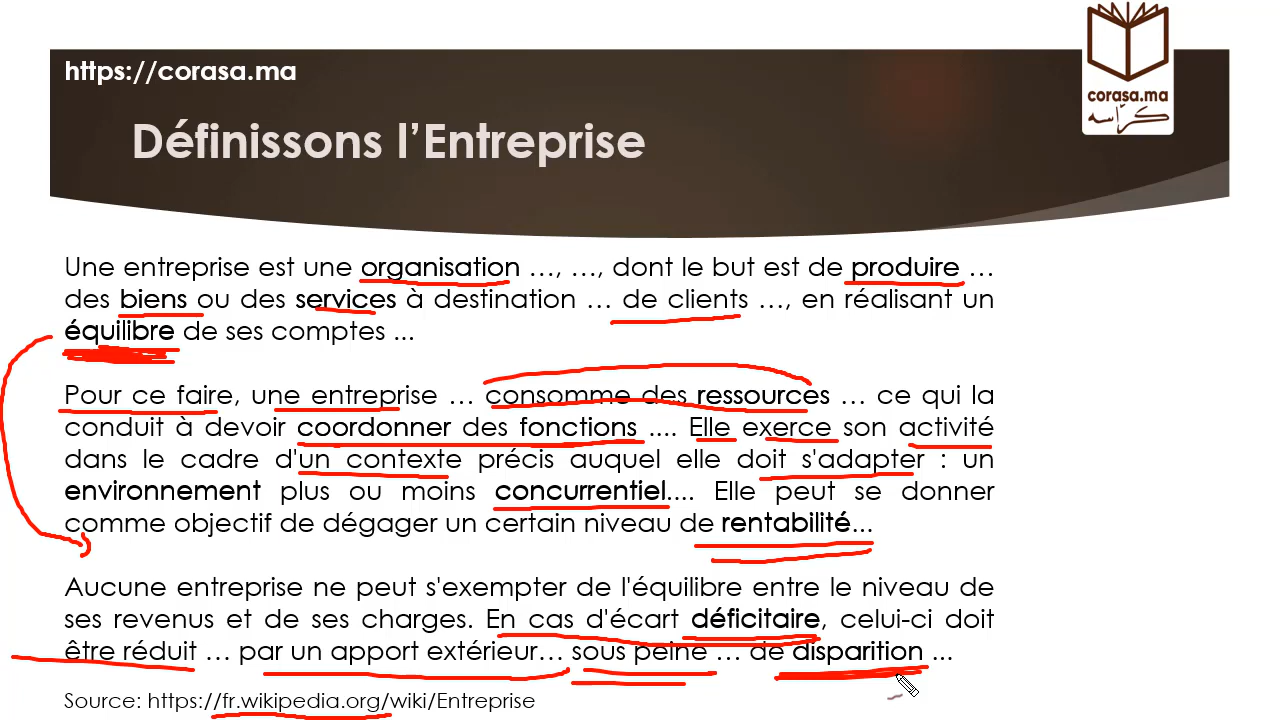 https://corasa.ma
corasa.ma
كرّاسه
Définissons l’Entreprise
Une entreprise est une organisation …, …, dont le but est de produire …
des biens ou des services à destination … de clients …, en réalisant un
équilibre de ses comptes ...
Pour ce faire, une entreprise … consomme des ressources … ce qui la
conduit à devoir coordonner des fonctions .... Elle exerce son activité
dans le cadre d'un contexte précis auquel elle doit s'adapter : un
environnement plus ou moins concurrentiel.... Elle peut se donner
comme objectif de dégager un certain niveau de rentabilité...
Aucune entreprise ne peut s'exempter de l'équilibre entre le niveau de
ses revenus et de ses charges. En cas d'écart déficitaire, celui-ci doit
être réduit … par un apport extérieur… sous peine … de disparition ...
Source: https://fr.wikipedia.org/wiki/Entreprise